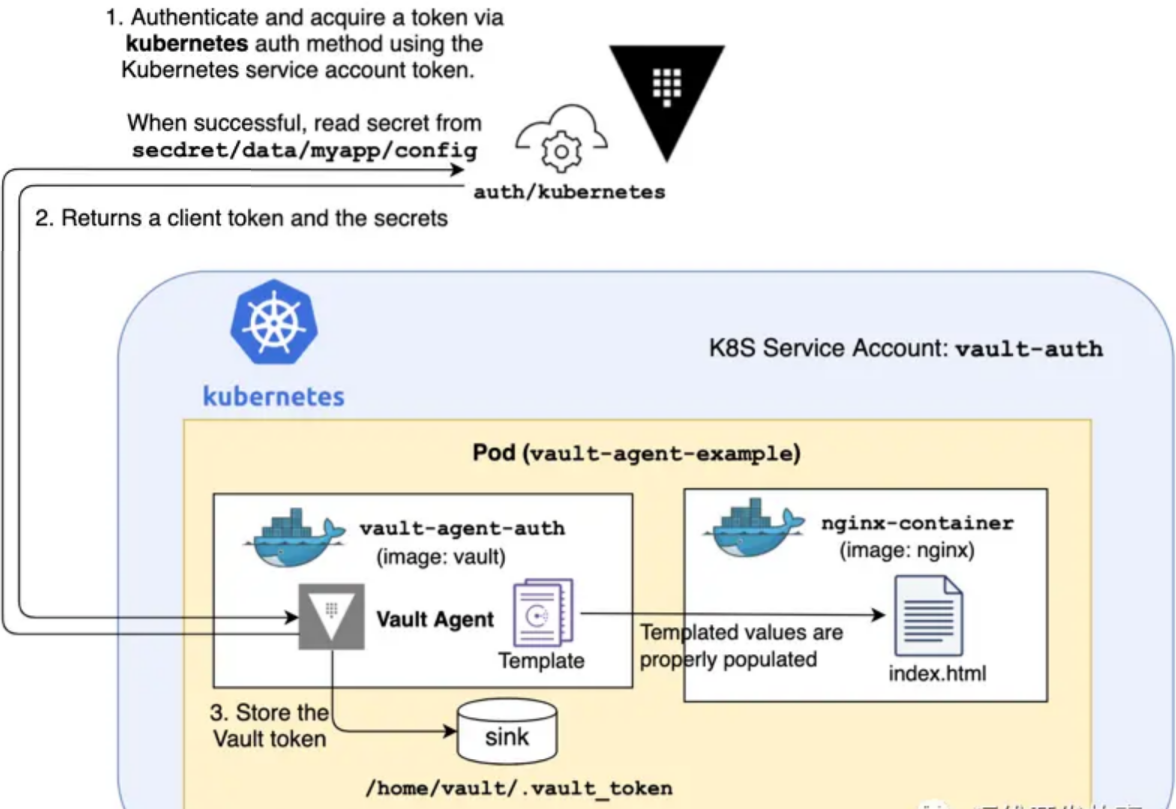 1. Authenticate and acquire a token via
kubernetes auth method using the
Kubernetes service account token.
When successful, read secret from
secdret/data/myapp/config
auth/kubernetes
2. Returns a client token and the secrets
kubernetes
K8S Service Account: vault-auth
Pod (vault-agent-example)
vault-agent-auth
(image: vault)
Vault Agent
Template
nginx-container
(image: nginx)
Templated values are
properly populated
index.html
3. Store the
Vault token
sink
/home/vault/.vault_token